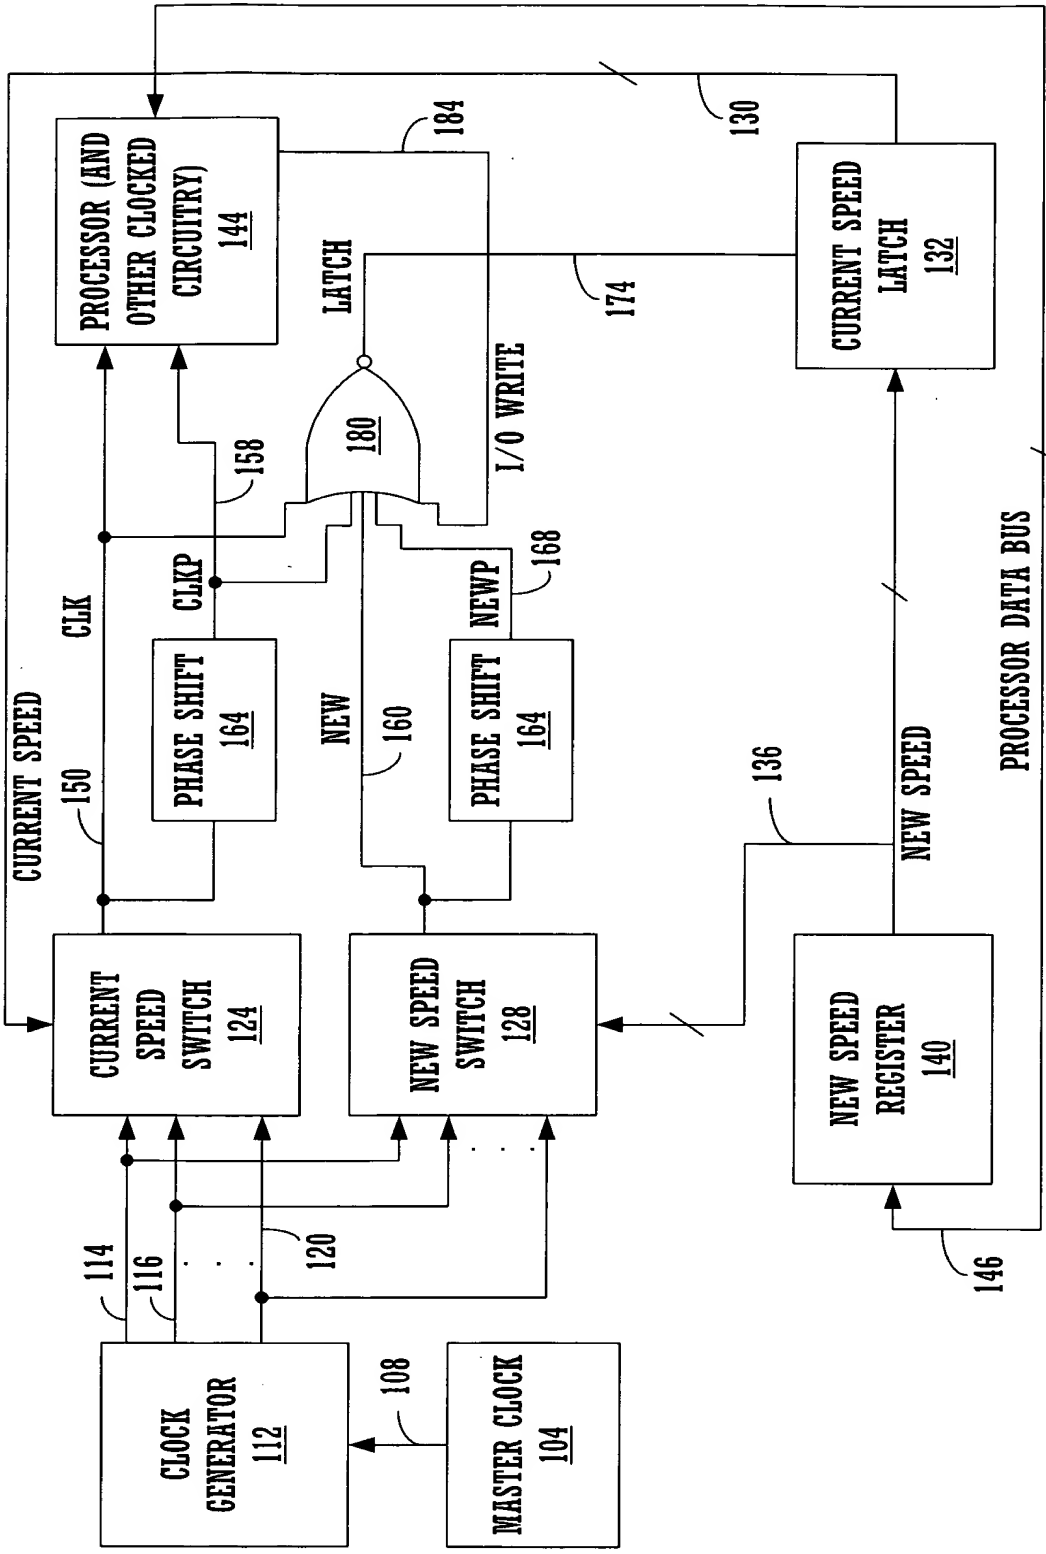 CURRENT SPEED
CLOCK
GENERATOR
112
114
116
. . .
120
108
MASTER CLOCK
104
CURRENT
SPEED
SWITCH
124
NEW SPEED
SWITCH
128
. . .
150
CLK
PHASE SHIFT
164
CLKP
158
NEW
160
PHASE SHIFT
164
NEWP
168
180
LATCH
I/O WRITE
PROCESSOR (AND
OTHER CLOCKED
CIRCUITRY)
144
184
174
130
NEW SPEED
REGISTER
140
146
136
NEW SPEED
CURRENT SPEED
LATCH
132
PROCESSOR DATA BUS